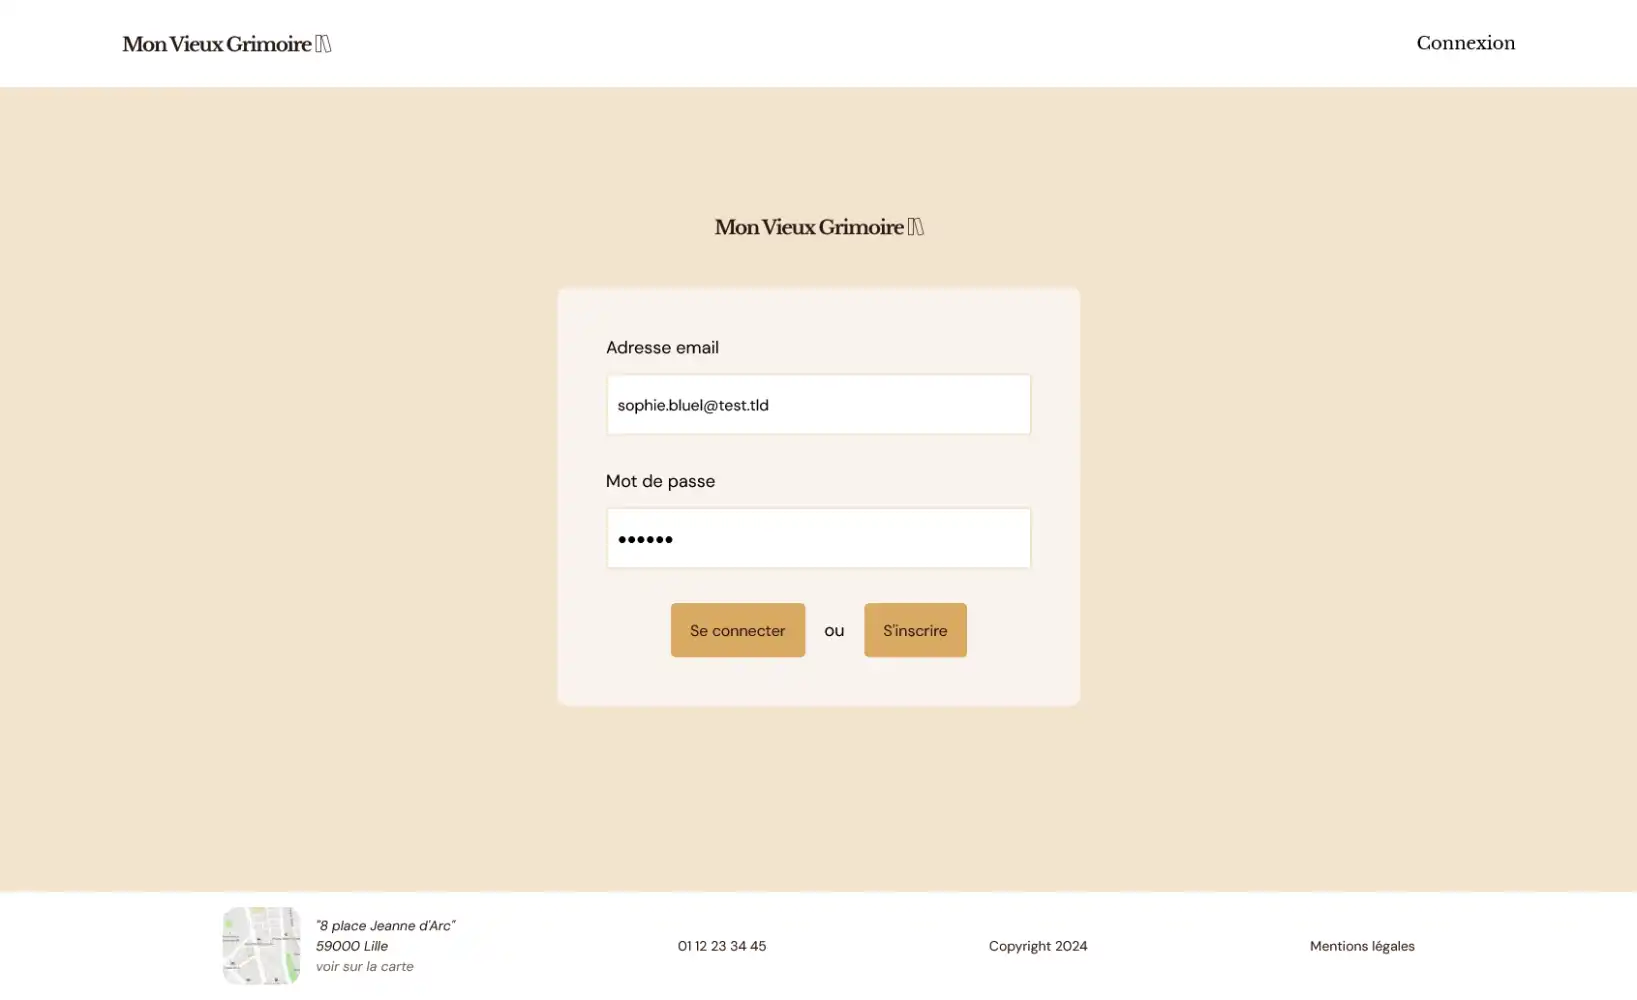 Mon Vieux Grimoire
Connexion
Mon Vieux Grimoire
Adresse email
sophie.bluel@test.tld
Mot de passe
••••••
Se connecter ou S'inscrire
"8 place Jeanne d'Arc"
59000 Lille
voir sur la carte
01 12 23 34 45
Copyright 2024
Mentions légales